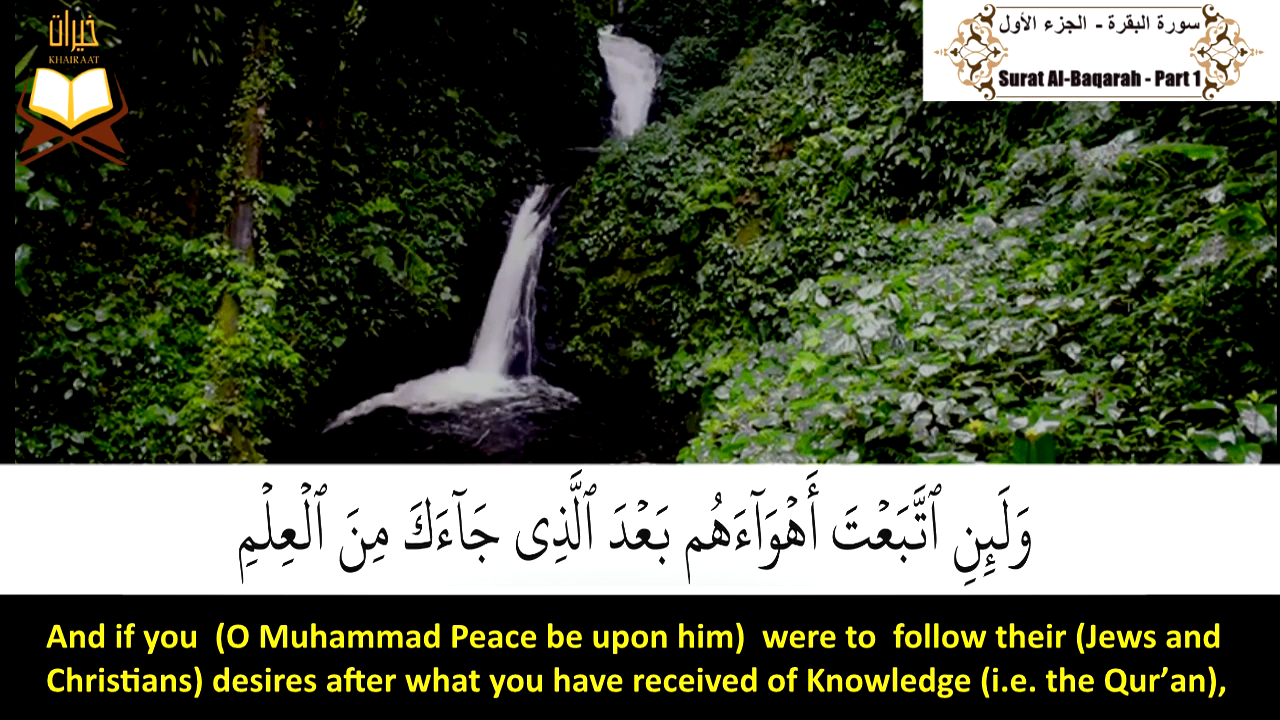 خيرات
KHAIRAAT
سورة البقرة - الجزء الأول
Surat Al-Baqarah - Part 1
وَلَئِنِ ٱتَّبَعْتَ أَهْوَآءَهُم بَعْدَ ٱلَّذِى جَآءَكَ مِنَ ٱلْعِلْمِ
And if you (O Muhammad Peace be upon him) were to follow their (Jews and
Christians) desires after what you have received of Knowledge (i.e. the Qur’an),